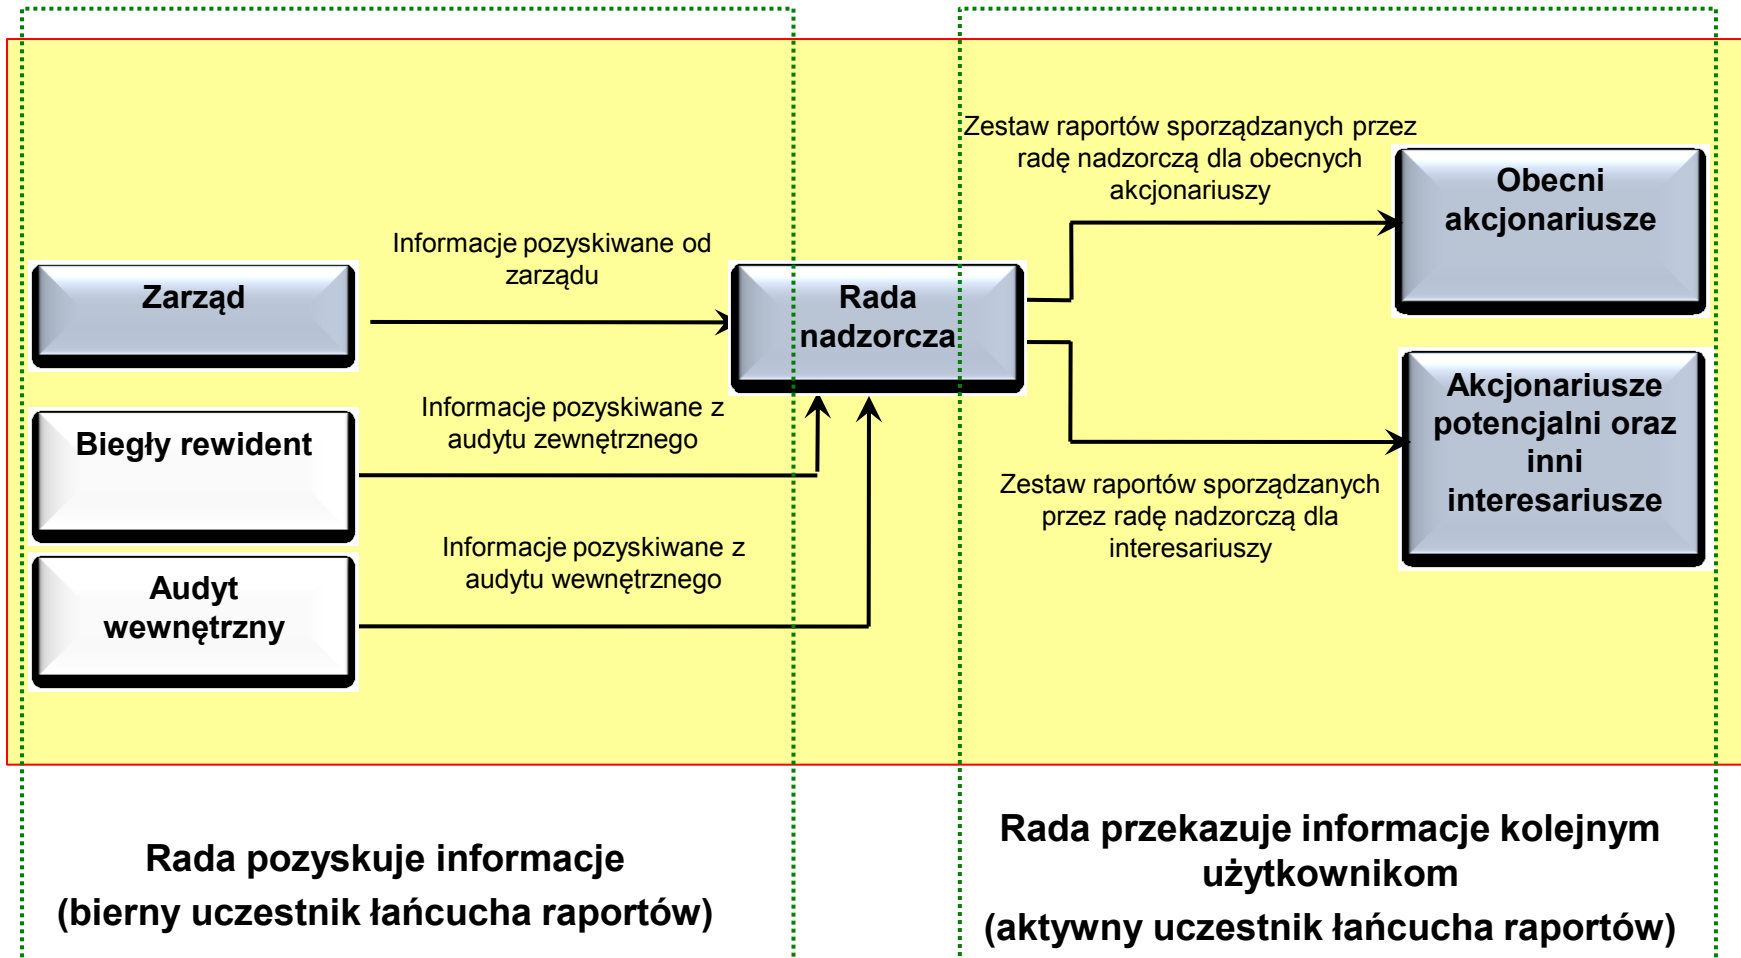 Zestaw raportów sporządzanych przez
radę nadzorczą dla obecnych
akcjonariuszy
Obecni
akcjonariusze
Informacje pozyskiwane od
zarządu
Zarząd
Rada
nadzorcza
Informacje pozyskiwane z
audytu zewnętrznego
Biegły rewident
Akcjonariusze
potencjalni oraz
inni
interesariusze
Zestaw raportów sporządzanych
przez radę nadzorczą dla
interesariuszy
Informacje pozyskiwane z
audytu wewnętrznego
Audyt
wewnętrzny
Rada pozyskuje informacje
(bierny uczestnik łańcucha raportów)
Rada przekazuje informacje kolejnym
użytkownikom
(aktywny uczestnik łańcucha raportów)